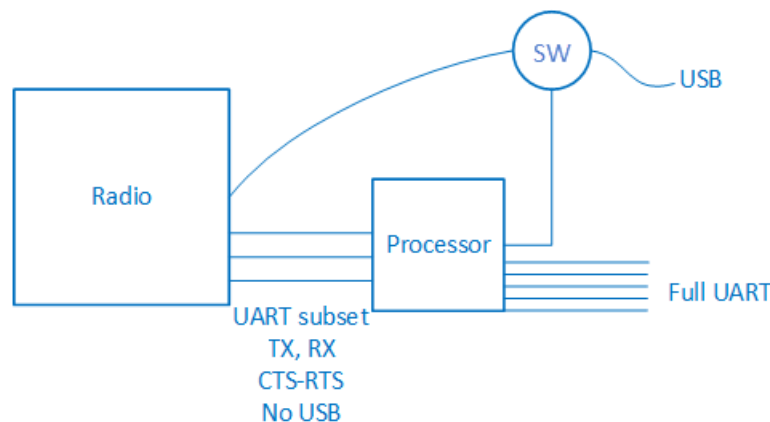 SW
USB
Radio
Processor
Full UART
UART subset
TX, RX
CTS-RTS
No USB